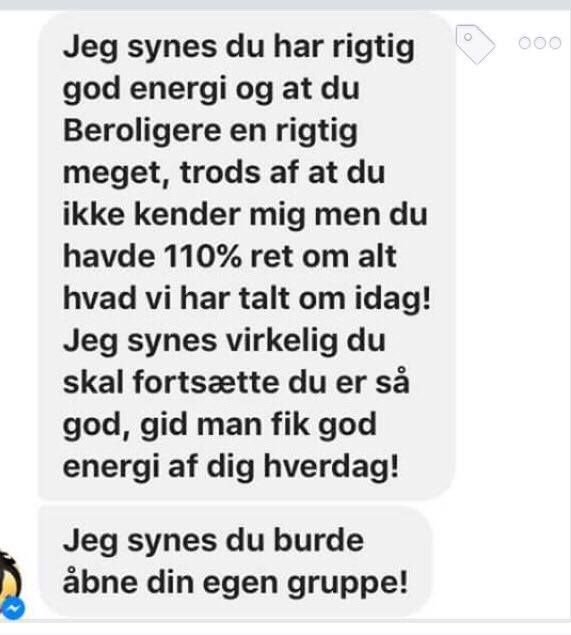 Jeg synes du har rigtig
god energi og at du
Beroligere en rigtig
meget, trods af at du
ikke kender mig men du
havde 110% ret om alt
hvad vi har talt om idag!
Jeg synes virkelig du
skal fortsætte du er så
god, gid man fik god
energi af dig hverdag!
Jeg synes du burde
åbne din egen gruppe!